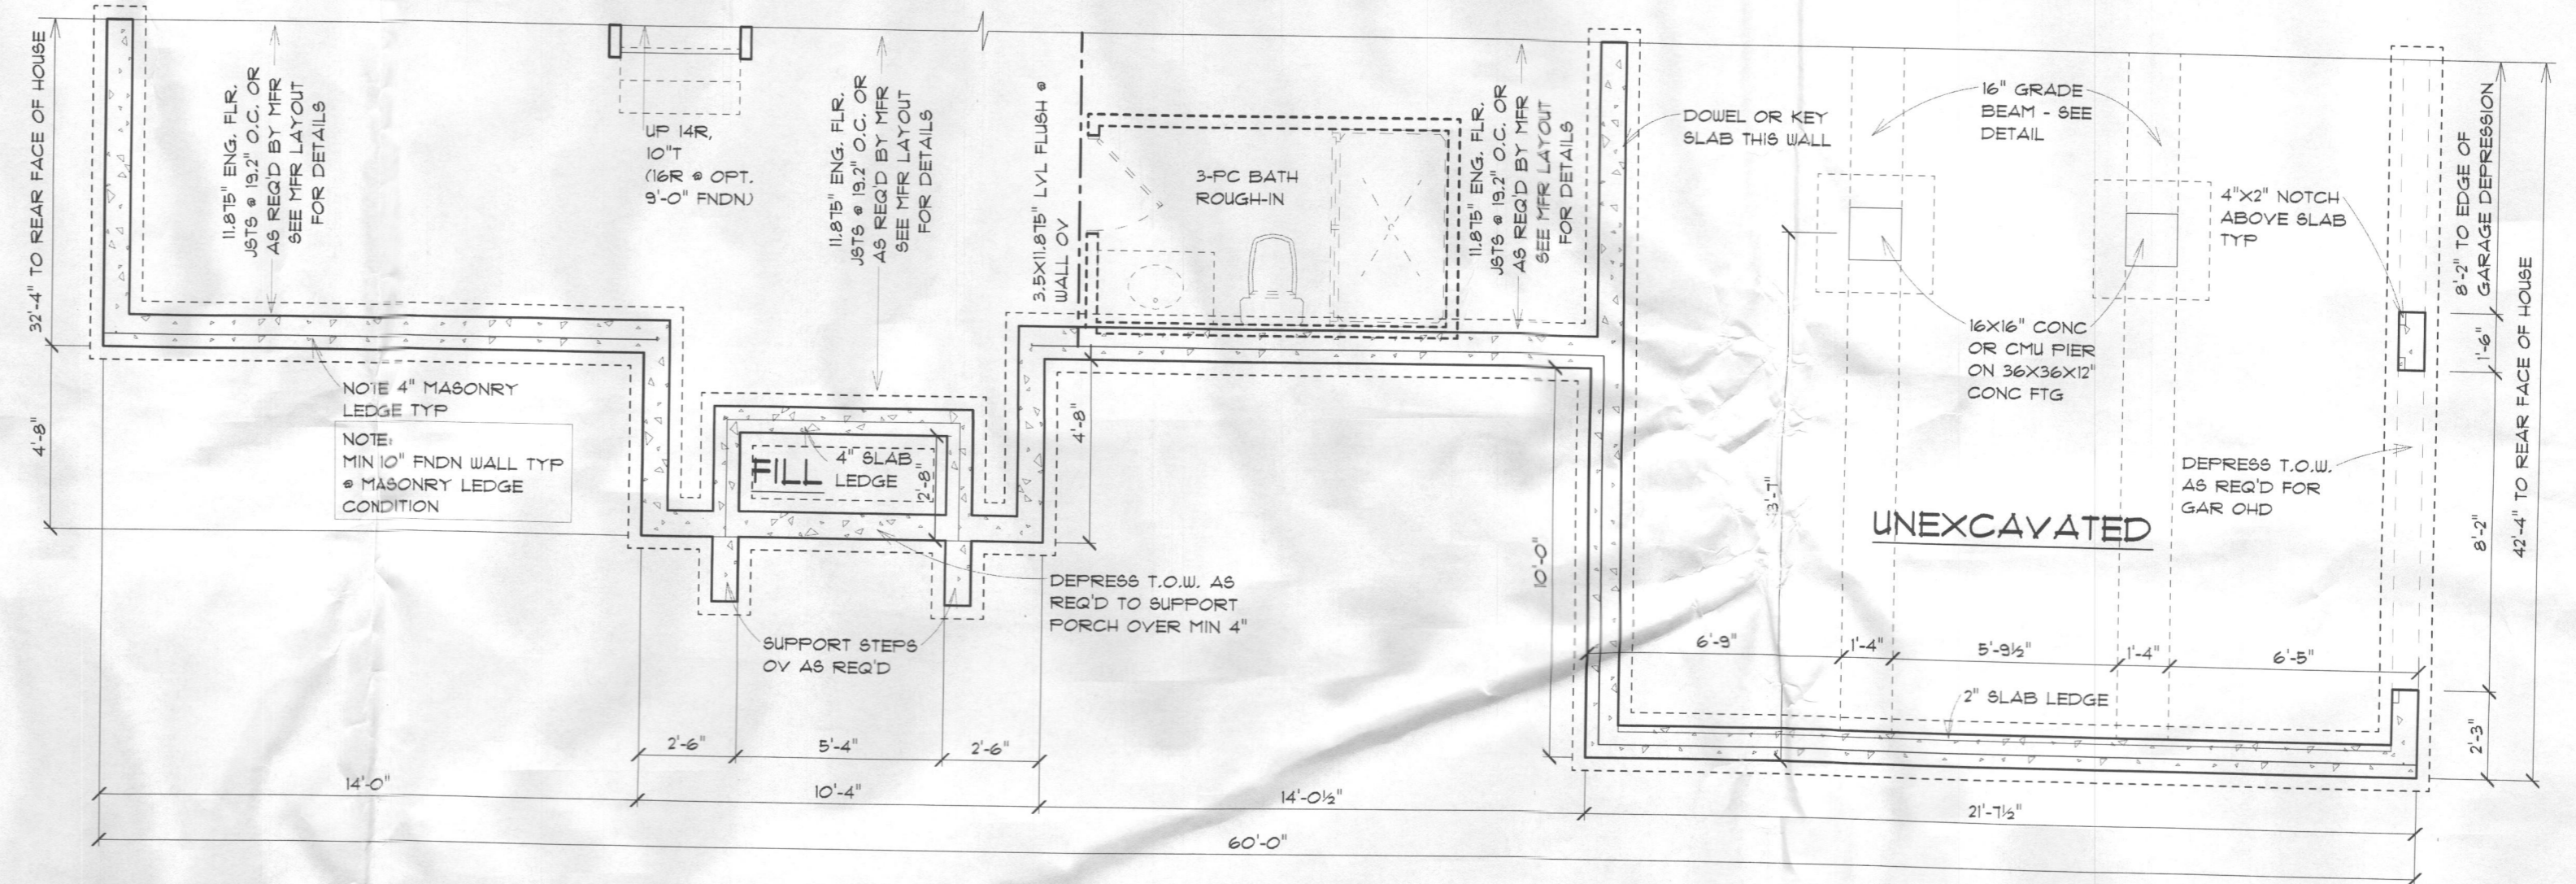 32'-4" TO REAR FACE OF HOUSE
4'-8"
11.875" ENG. FLR.
JSTS @ 19.2" O.C. OR
AS REQ'D BY MFR
SEE MFR LAYOUT
FOR DETAILS
UP 14R,
10"T
(16R @ OPT.
9'-0" FNDN)
11.875" ENG. FLR.
JSTS @ 19.2" O.C. OR
AS REQ'D BY MFR
SEE MFR LAYOUT
FOR DETAILS
3.5X11.875" LVL FLUSH @
WALL OV
3-PC BATH
ROUGH-IN
11.875" ENG. FLR.
JSTS @ 19.2" O.C. OR
AS REQ'D BY MFR
SEE MFR LAYOUT
FOR DETAILS
DOWEL OR KEY
SLAB THIS WALL
16" GRADE
BEAM - SEE
DETAIL
4"X2" NOTCH
ABOVE SLAB
TYP
8'-2" TO EDGE OF
GARAGE DEPRESSION
1'-6"
42'-4" TO REAR FACE OF HOUSE
16X16" CONC
OR CMU PIER
ON 36X36X12"
CONC FTG
NOTE 4" MASONRY
LEDGE TYP
NOTE:
MIN 10" FNDN WALL TYP
@ MASONRY LEDGE
CONDITION
FILL
4" SLAB
LEDGE
2'-8"
4'-8"
13'-7"
UNEXCAVATED
DEPRESS T.O.W.
AS REQ'D FOR
GAR OHD
8'-2"
10'-0"
DEPRESS T.O.W. AS
REQ'D TO SUPPORT
PORCH OVER MIN 4"
SUPPORT STEPS
OV AS REQ'D
6'-9"
1'-4"
5'-9½"
1'-4"
6'-5"
2" SLAB LEDGE
2'-3"
2'-6"
5'-4"
2'-6"
14'-0"
10'-4"
14'-0½"
21'-7½"
60'-0"